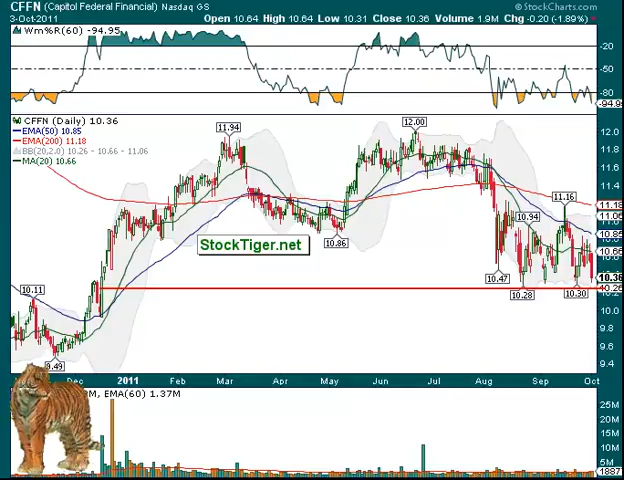 CFFN (Capitol Federal Financial) Nasdaq GS
© StockCharts.com
3-Oct-2011
Open 10.64 High 10.64 Low 10.31 Close 10.36 Volume 1.9M Chg -0.20 (-1.89%)
Wm%R(60) -94.95
-20
-50
-80
-94.9
CFFN (Daily) 10.36
EMA(50) 10.85
EMA(200) 11.18
BB(20,2.0) 10.26 - 10.66 - 11.06
MA(20) 10.66
12.0
11.8
11.6
11.4
11.18
11.06
10.85
10.66
10.36
10.26
10.0
9.8
9.6
9.4
11.94
12.00
11.16
10.94
10.86
StockTiger.net
10.47
10.28
10.30
10.11
9.49
Dec 2011 Feb Mar Apr May Jun Jul Aug Sep Oct
M, EMA(60) 1.37M
25M
20M
15M
10M
5M
1887